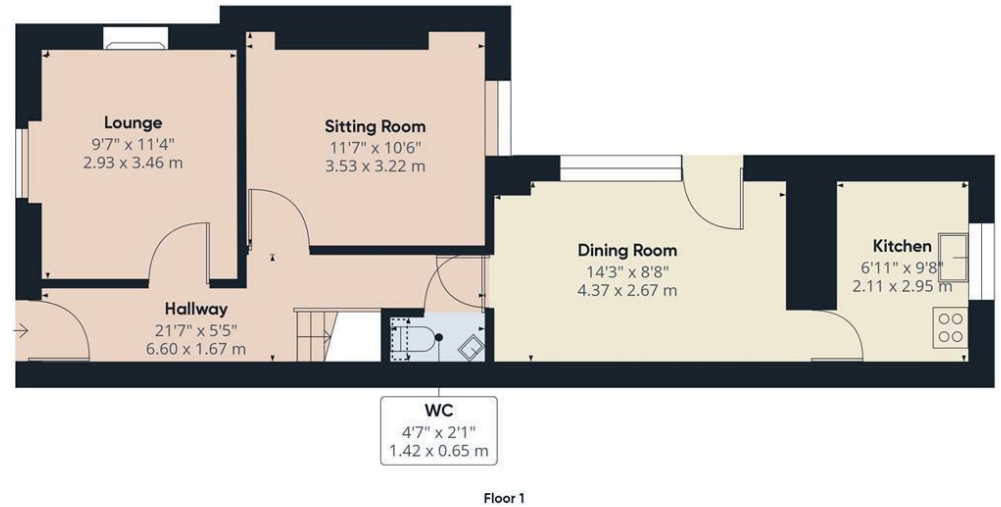 Lounge
9'7" x 11'4"
2.93 x 3.46 m
Sitting Room
11'7" x 10'6"
3.53 x 3.22 m
Dining Room
14'3" x 8'8"
4.37 x 2.67 m
Kitchen
6'11" x 9'8"
2.11 x 2.95 m
Hallway
21'7" x 5'5"
6.60 x 1.67 m
WC
4'7" x 2'1"
1.42 x 0.65 m
Floor 1